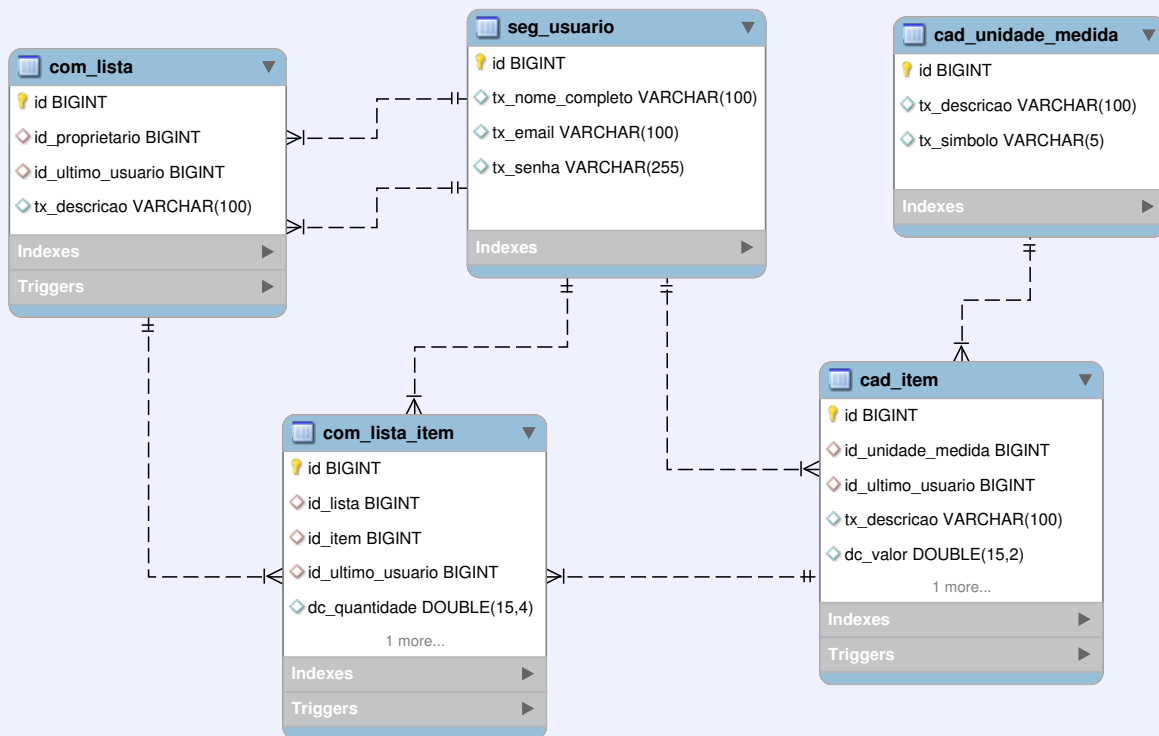 com_lista
id BIGINT
id_proprietario BIGINT
id_ultimo_usuario BIGINT
tx_descricao VARCHAR(100)
Indexes
Triggers
seg_usuario
id BIGINT
tx_nome_completo VARCHAR(100)
tx_email VARCHAR(100)
tx_senha VARCHAR(255)
Indexes
cad_unidade_medida
id BIGINT
tx_descricao VARCHAR(100)
tx_simbolo VARCHAR(5)
Indexes
com_lista_item
id BIGINT
id_lista BIGINT
id_item BIGINT
id_ultimo_usuario BIGINT
dc_quantidade DOUBLE(15,4)
1 more...
Indexes
Triggers
cad_item
id BIGINT
id_unidade_medida BIGINT
id_ultimo_usuario BIGINT
tx_descricao VARCHAR(100)
dc_valor DOUBLE(15,2)
1 more...
Indexes
Triggers